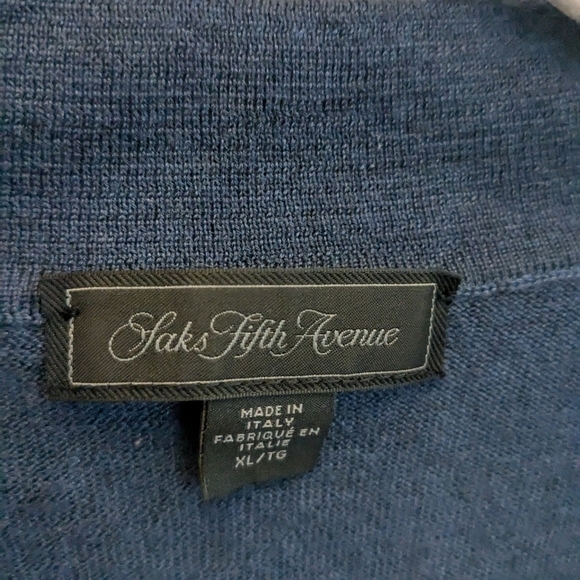 Saks Fifth Avenue
MADE IN
ITALY
FABRIQUÉ EN
ITALIE
XL/TG